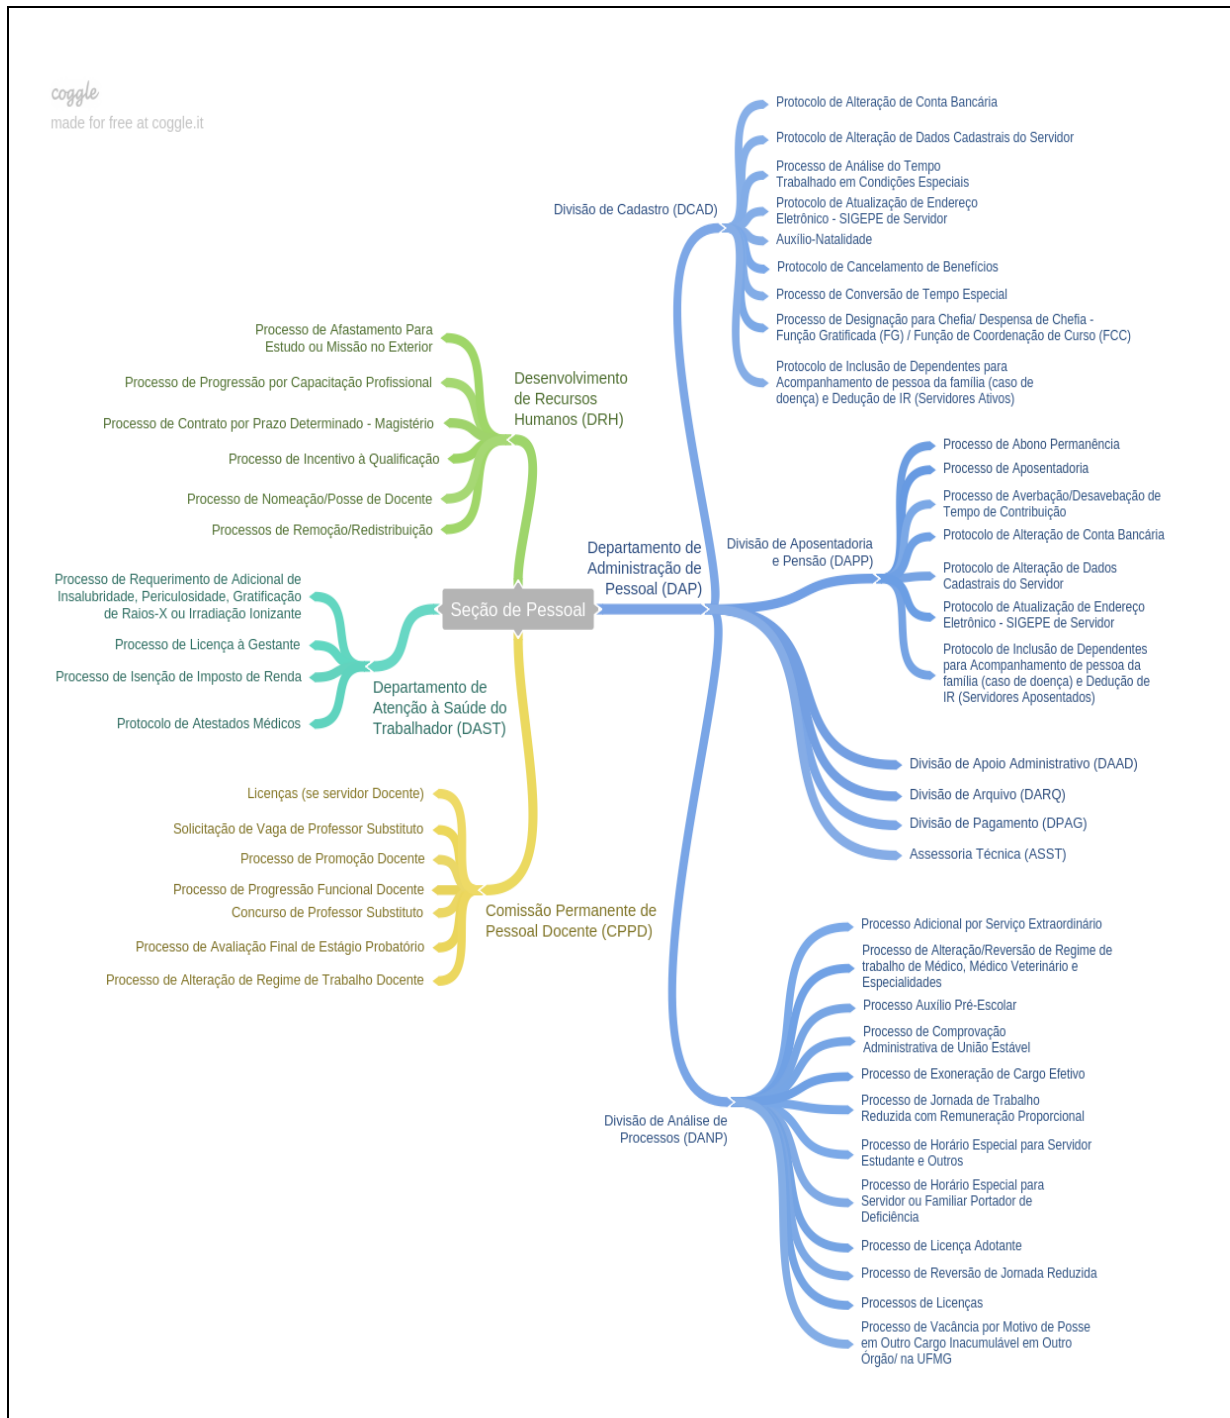 coggle
made for free at coggle.it
Protocolo de Alteração de Conta Bancária
Protocolo de Alteração de Dados Cadastrais do Servidor
Processo de Análise do Tempo
Trabalhado em Condições Especiais
Divisão de Cadastro (DCAD)
Protocolo de Atualização de Endereço
Eletrônico - SIGEPE de Servidor
Auxílio-Natalidade
Protocolo de Cancelamento de Benefícios
Processo de Conversão de Tempo Especial
Processo de Designação para Chefia/ Despensa de Chefia -
Função Gratificada (FG) / Função de Coordenação de Curso (FCC)
Protocolo de Inclusão de Dependentes para
Acompanhamento de pessoa da família (caso de
doença) e Dedução de IR (Servidores Ativos)
Processo de Afastamento Para
Estudo ou Missão no Exterior
Processo de Progressão por Capacitação Profissional
Processo de Contrato por Prazo Determinado - Magistério
Processo de Incentivo à Qualificação
Processo de Nomeação/Posse de Docente
Processos de Remoção/Redistribuição
Desenvolvimento
de Recursos
Humanos (DRH)
Processo de Abono Permanência
Processo de Aposentadoria
Processo de Averbação/Desavebação de
Tempo de Contribuição
Protocolo de Alteração de Conta Bancária
Divisão de Aposentadoria
e Pensão (DAPP)
Protocolo de Alteração de Dados
Cadastrais do Servidor
Protocolo de Atualização de Endereço
Eletrônico - SIGEPE de Servidor
Protocolo de Inclusão de Dependentes
para Acompanhamento de pessoa da
família (caso de doença) e Dedução de
IR (Servidores Aposentados)
Departamento de
Administração de
Pessoal (DAP)
Seção de Pessoal
Processo de Requerimento de Adicional de
Insalubridade, Periculosidade, Gratificação
de Raios-X ou Irradiação Ionizante
Processo de Licença à Gestante
Processo de Isenção de Imposto de Renda
Protocolo de Atestados Médicos
Departamento de
Atenção à Saúde do
Trabalhador (DAST)
Divisão de Apoio Administrativo (DAAD)
Divisão de Arquivo (DARQ)
Divisão de Pagamento (DPAG)
Assessoria Técnica (ASST)
Licenças (se servidor Docente)
Solicitação de Vaga de Professor Substituto
Processo de Promoção Docente
Processo de Progressão Funcional Docente
Concurso de Professor Substituto
Processo de Avaliação Final de Estágio Probatório
Processo de Alteração de Regime de Trabalho Docente
Comissão Permanente de
Pessoal Docente (CPPD)
Processo Adicional por Serviço Extraordinário
Processo de Alteração/Reversão de Regime de
trabalho de Médico, Médico Veterinário e
Especialidades
Processo Auxílio Pré-Escolar
Processo de Comprovação
Administrativa de União Estável
Processo de Exoneração de Cargo Efetivo
Processo de Jornada de Trabalho
Reduzida com Remuneração Proporcional
Divisão de Análise de
Processos (DANP)
Processo de Horário Especial para Servidor
Estudante e Outros
Processo de Horário Especial para
Servidor ou Familiar Portador de
Deficiência
Processo de Licença Adotante
Processo de Reversão de Jornada Reduzida
Processos de Licenças
Processo de Vacância por Motivo de Posse
em Outro Cargo Inacumulável em Outro
Órgão/ na UFMG